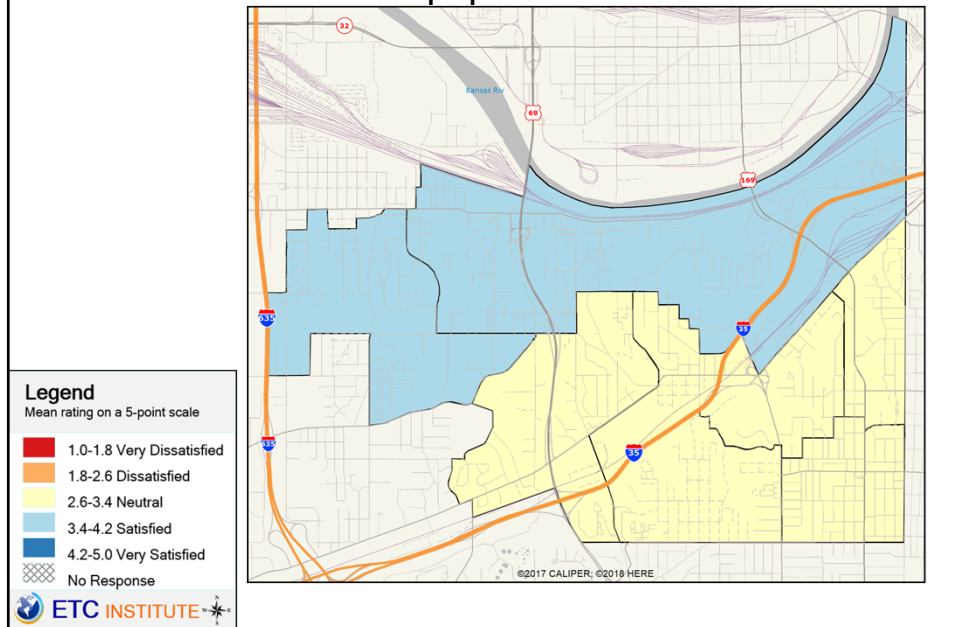 32
Kansas Riv
69
169
635
35
635
35
Legend
Mean rating on a 5-point scale
1.0-1.8 Very Dissatisfied
1.8-2.6 Dissatisfied
2.6-3.4 Neutral
3.4-4.2 Satisfied
4.2-5.0 Very Satisfied
No Response
ETC INSTITUTE
W N E S
©2017 CALIPER; ©2018 HERE